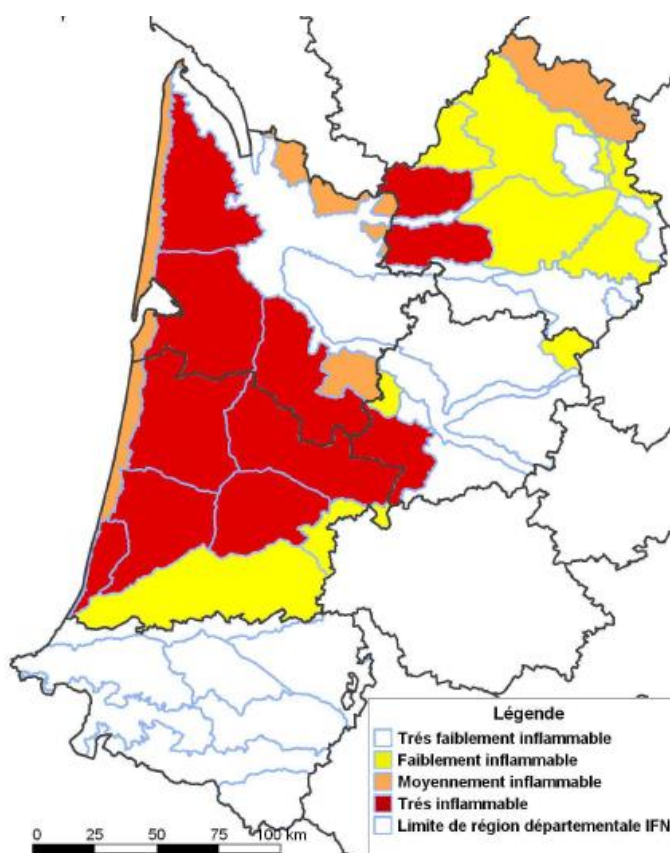 Légende
Trés faiblement inflammable
Faiblement inflammable
Moyennement inflammable
Trés inflammable
Limite de région départementale IFN
0 25 50 75 100 km